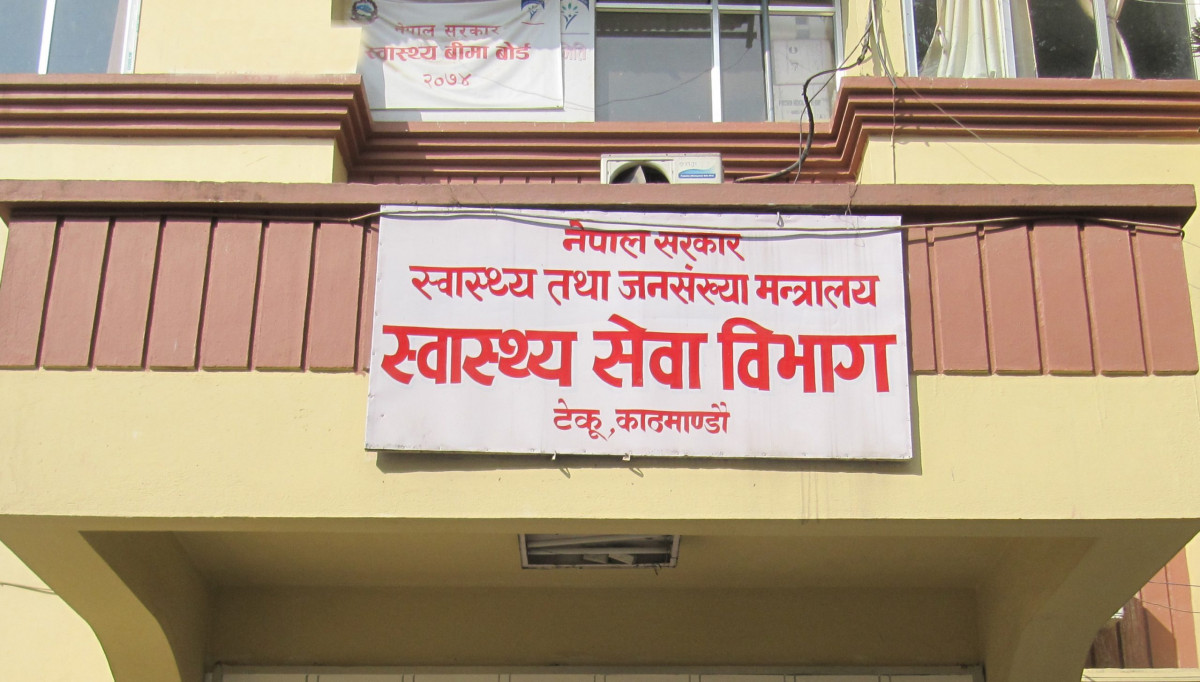 नेपाल सरकार
स्वास्थ्य बीमा बोर्ड
२०७४
नेपाल सरकार
स्वास्थ्य तथा जनसंख्या मन्त्रालय
स्वास्थ्य सेवा विभाग
टेकू, काठमाण्डौ